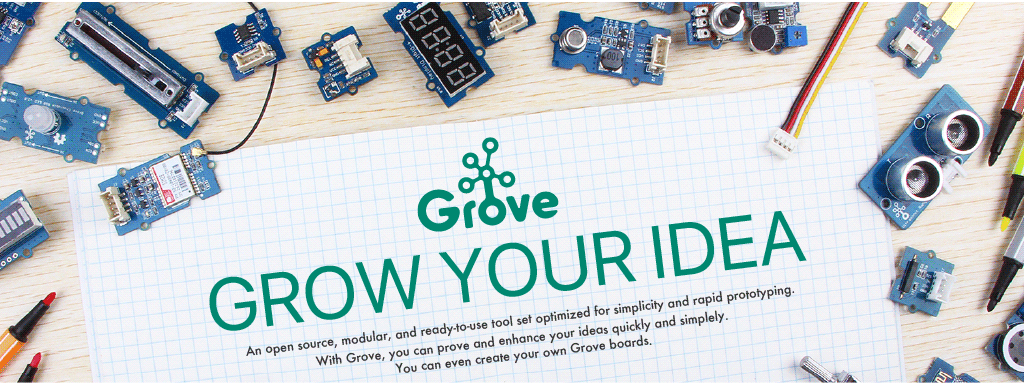 Grove
GROW YOUR IDEA
An open source, modular, and ready-to-use tool set optimized for simplicity and rapid prototyping.
With Grove, you can prove and enhance your ideas quickly and simplely.
You can even create your own Grove boards.